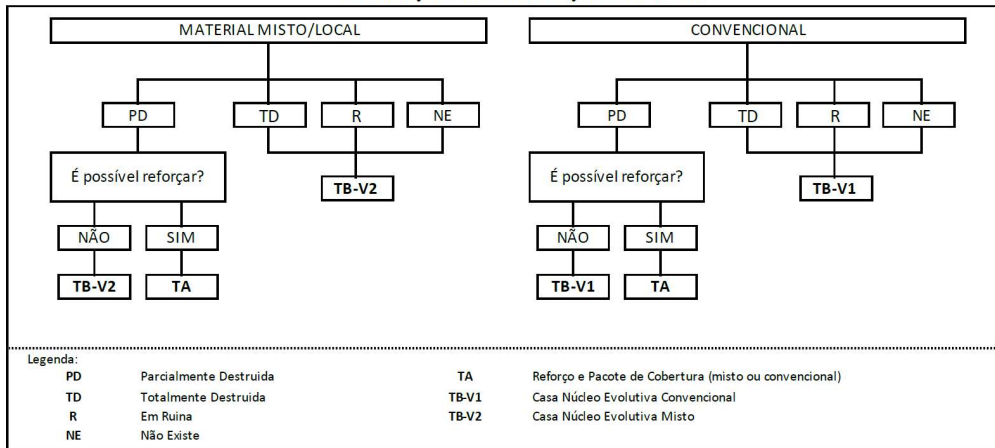 MATERIAL MISTO/LOCAL
PD TD R NE
É possível reforçar?
TB-V2
NÃO SIM
TB-V2 TA
CONVENCIONAL
PD TD R NE
É possível reforçar?
TB-V1
NÃO SIM
TB-V1 TA
Legenda:
PD Parcialmente Destruida
TD Totalmente Destruida
R Em Ruina
NE Não Existe
TA Reforço e Pacote de Cobertura (misto ou convencional)
TB-V1 Casa Núcleo Evolutiva Convencional
TB-V2 Casa Núcleo Evolutiva Misto